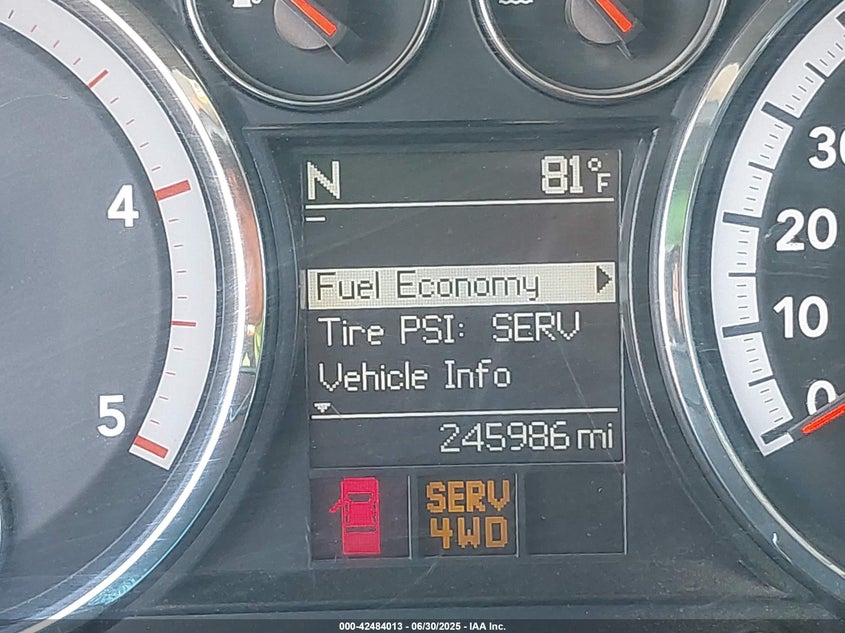 N 81°F
Fuel Economy
Tire PSI: SERV
Vehicle Info
245986 mi
SERV
4WD
4
5
30
20
10
0
000-42484013 - 06/30/2025 - IAA Inc.